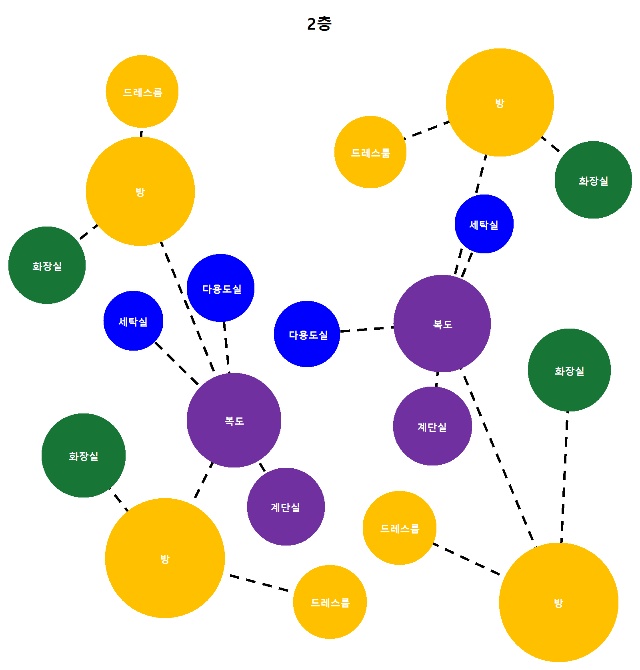 2층
드레스룸
방
화장실
다용도실
세탁실
복도
화장실
계단실
방
드레스룸
방
드레스룸
화장실
세탁실
복도
다용도실
화장실
계단실
드레스룸
방